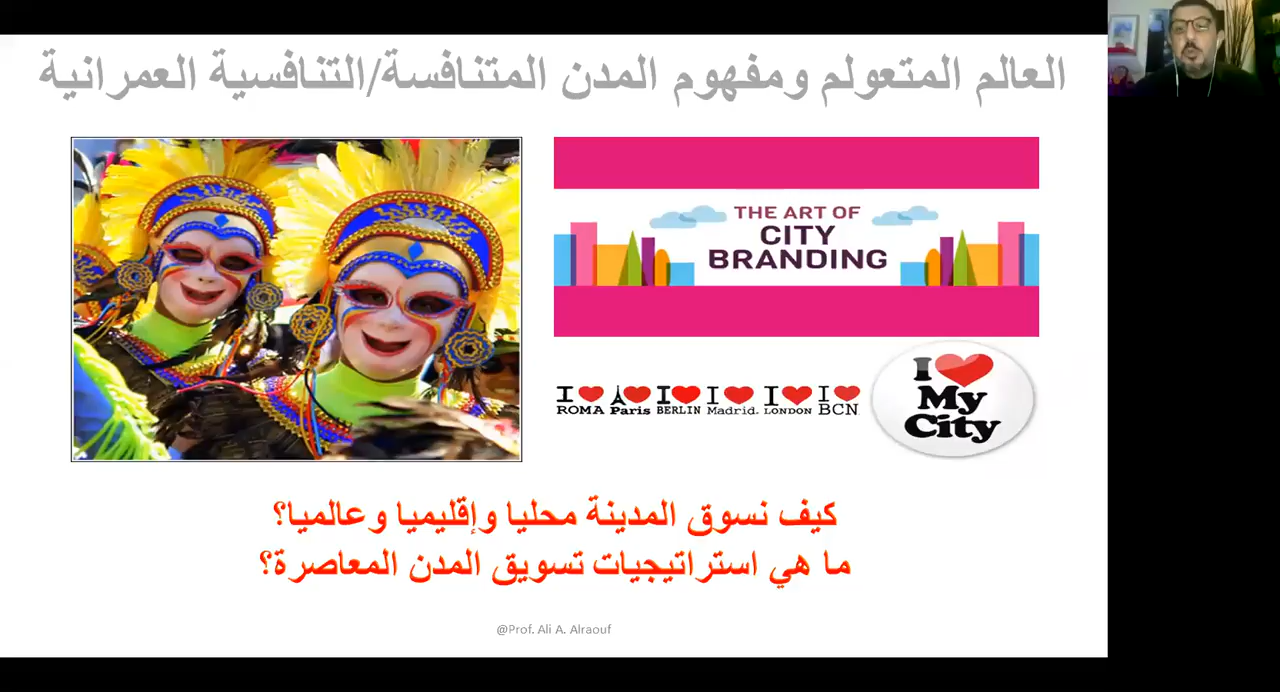 العالم المتعولم ومفهوم المدن المتنافسة/التنافسية العمرانية
THE ART OF
CITY
BRANDING
I ROMA
I Paris
I BERLIN
I Madrid.
I LONDON
I BCN
I
My
City
كيف نسوق المدينة محليا وإقليميا وعالميا؟
ما هي استراتيجيات تسويق المدن المعاصرة؟
@Prof. Ali A. Alraouf